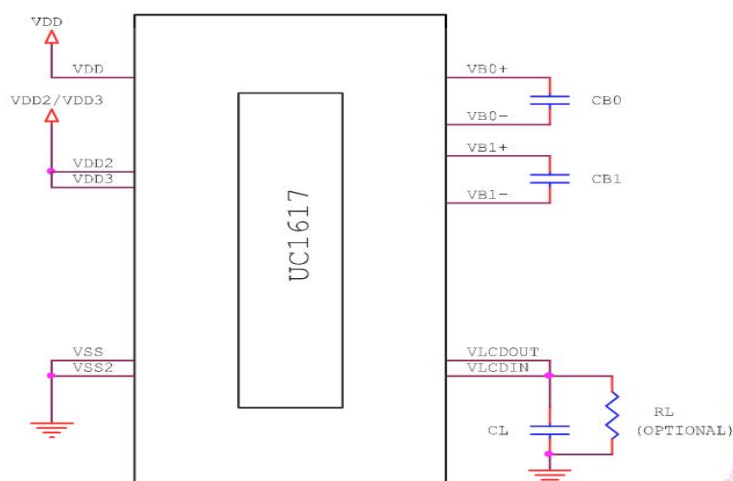 VDD
VDD
VDD2/VDD3
VDD2
VDD3
VSS
VSS2
UC1617
VB0+
CB0
VB0-
VB1+
CB1
VB1-
VLCDOUT
VLCDIN
CL
RL
(OPTIONAL)